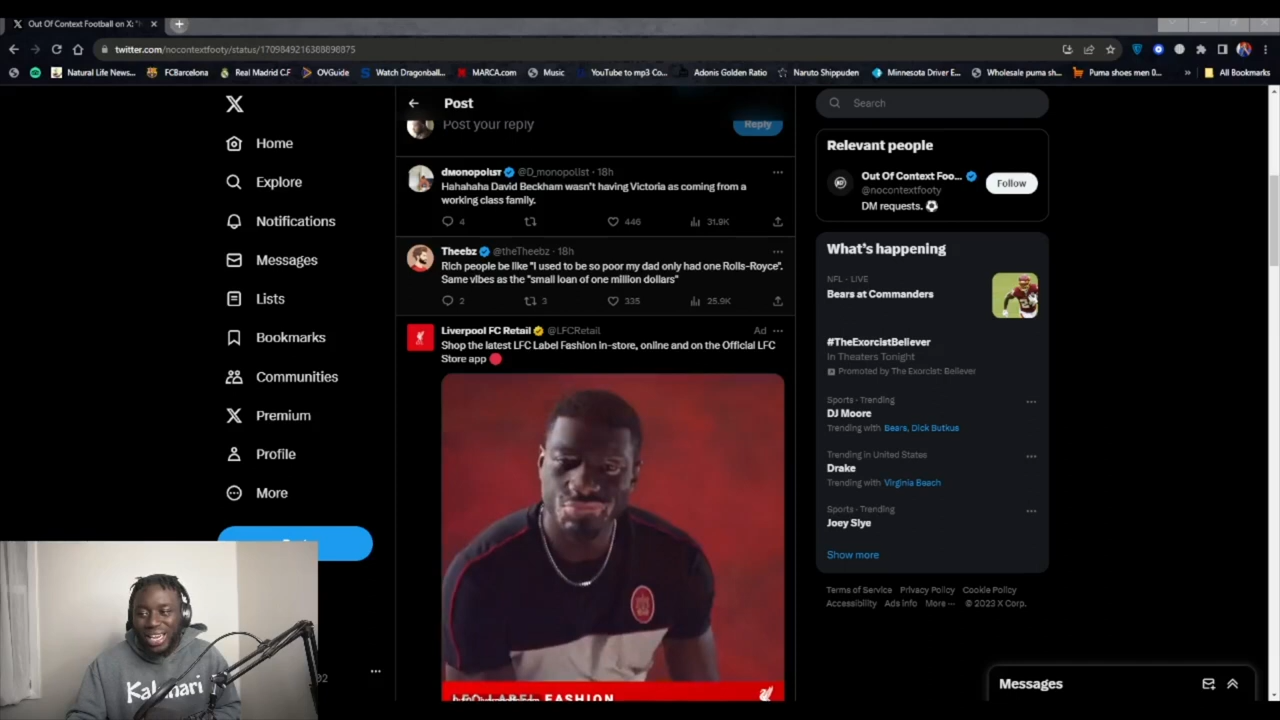 Out Of Context Football on X: "h
twitter.com/nocontextfooty/status/1709849216388898875
Natural Life News...
FCBarcelona
Real Madrid C.F
OVGuide
Watch Dragonball...
MARCA.com
Music
YouTube to mp3 Co...
Adonis Golden Ratio
Naruto Shippuden
Minnesota Driver E...
Wholesale puma sh...
Puma shoes men 0...
All Bookmarks
Home
Explore
Notifications
Messages
Lists
Bookmarks
Communities
Premium
Profile
More
Post
Post your reply
Reply
dмonopolisт @D_monopolist · 18h
Hahahaha David Beckham wasn't having Victoria as coming from a
working class family.
4
446
31.9K
Theebz @theTheebz · 18h
Rich people be like "I used to be so poor my dad only had one Rolls-Royce".
Same vibes as the "small loan of one million dollars"
2
3
335
25.9K
Liverpool FC Retail @LFCRetail
Ad
Shop the latest LFC Label Fashion in-store, online and on the Official LFC
Store app
LFC LABEL FASHION
Search
Relevant people
Out Of Context Foo...
@nocontextfooty
Follow
DM requests.
What's happening
NFL · LIVE
Bears at Commanders
#TheExorcistBeliever
In Theaters Tonight
Promoted by The Exorcist: Believer
Sports · Trending
DJ Moore
Trending with Bears, Dick Butkus
Trending in United States
Drake
Trending with Virginia Beach
Sports · Trending
Joey Slye
Show more
Terms of Service Privacy Policy Cookie Policy
Accessibility Ads info More ··· © 2023 X Corp.
Messages